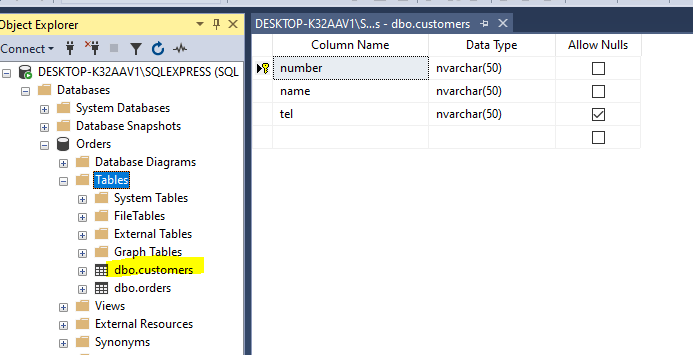 Object Explorer
Connect
DESKTOP-K32AAV1\SQLEXPRESS (SQL
Databases
System Databases
Database Snapshots
Orders
Database Diagrams
Tables
System Tables
FileTables
External Tables
Graph Tables
dbo.customers
dbo.orders
Views
External Resources
Synonyms
DESKTOP-K32AAV1\S...s - dbo.customers
Column Name Data Type Allow Nulls
number nvarchar(50)
name nvarchar(50)
tel nvarchar(50)